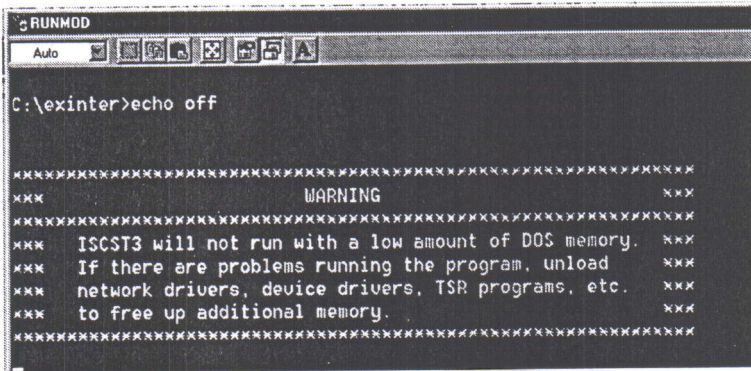 RUNMOD
Auto
A
C:\exinter>echo off
*********************************************************************
*** WARNING ***
*********************************************************************
*** ISCST3 will not run with a low amount of DOS memory. ***
*** If there are problems running the program, unload ***
*** network drivers, device drivers, TSR programs, etc. ***
*** to free up additional memory. ***
*********************************************************************